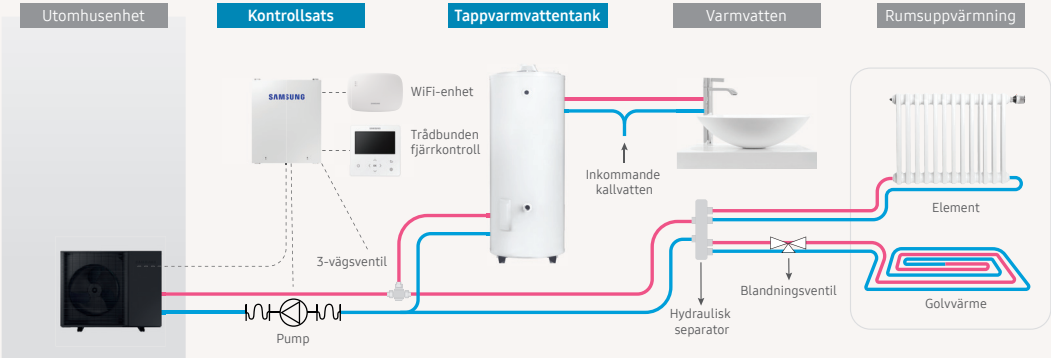 Utomhusenhet
Kontrollsats
Tappvarmvattentank
Varmvatten
Rumsuppvärmning
SAMSUNG
WiFi-enhet
Trådbunden
fjärrkontroll
Inkommande
kallvatten
Element
3-vägsventil
Blandningsventil
Golvvärme
Hydraulisk
separator
Pump